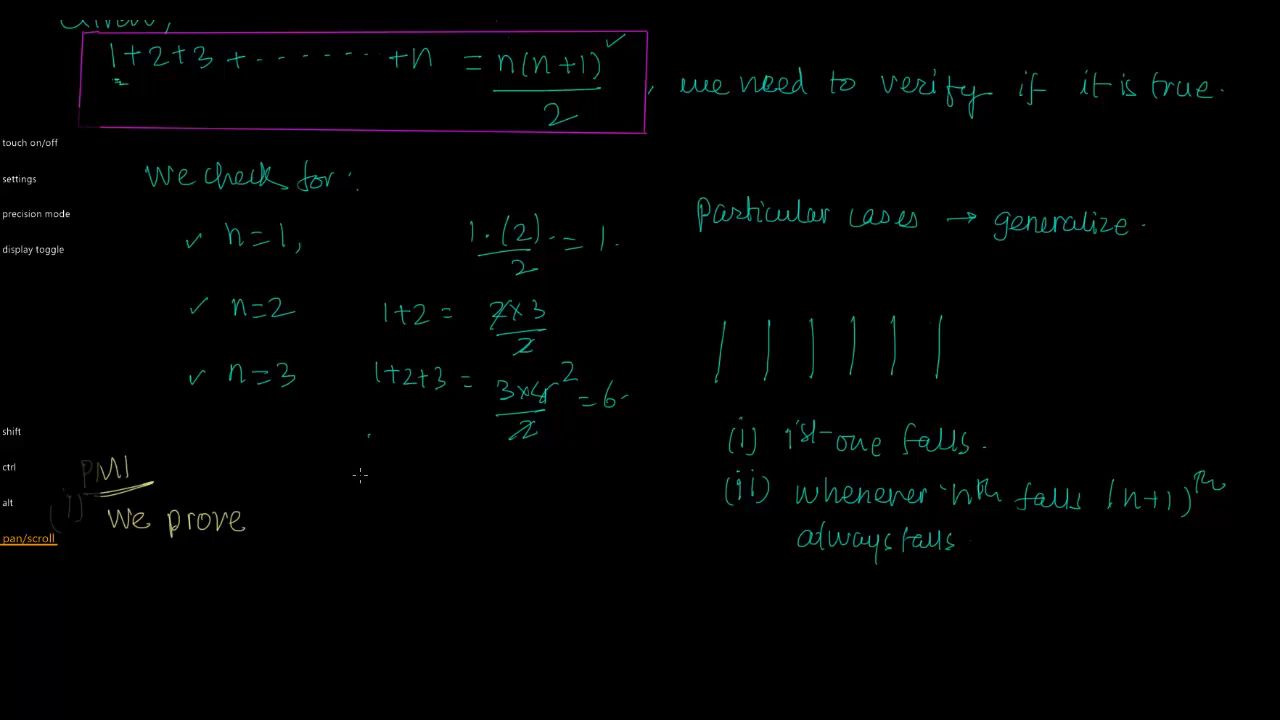 Given,
1+2+3+.......+n = n(n+1)/2 ✓, we need to verify if it is true.
touch on/off
settings
precision mode
display toggle
We check for :
✓ n=1, 1·(2)/2 = 1.
✓ n=2 1+2 = 2×3/2
✓ n=3 1+2+3 = 3×4/2 2 = 6.
Particular cases → generalize.
(i) 1st one falls.
(ii) whenever nth falls (n+1)th
always falls
shift
ctrl
alt
pan/scroll
PMI
(i) We prove